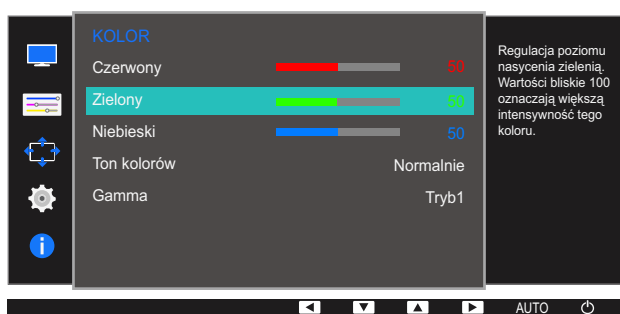 KOLOR
Czerwony 50
Zielony 50
Niebieski 50
Ton kolorów Normalnie
Gamma Tryb1
Regulacja poziomu
nasycenia zielenią.
Wartości bliskie 100
oznaczają większą
intensywność tego
koloru.
AUTO